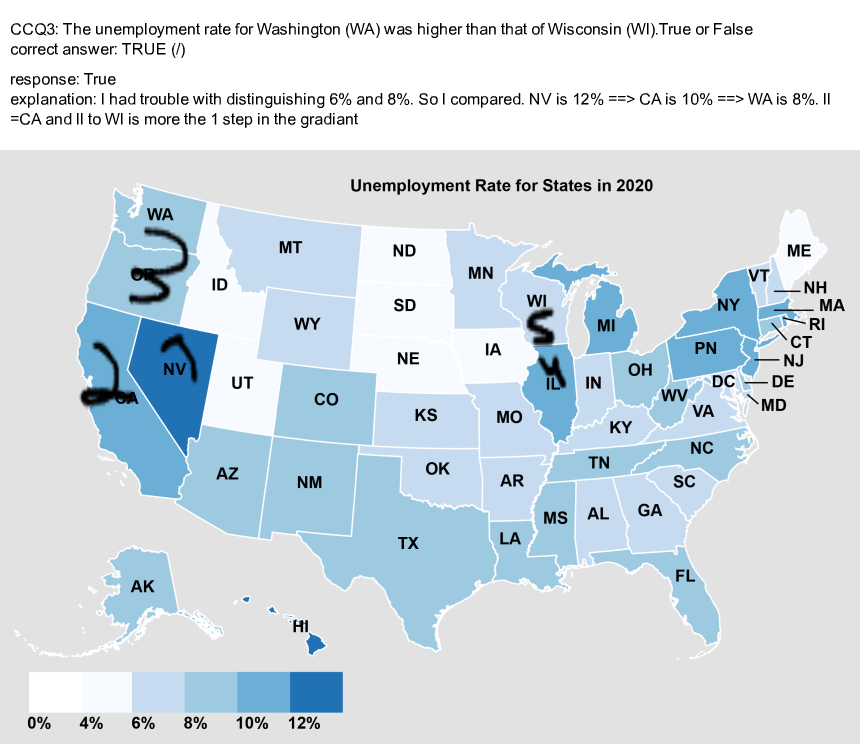 CCQ3: The unemployment rate for Washington (WA) was higher than that of Wisconsin (WI).True or False
correct answer: TRUE (/)
response: True
explanation: I had trouble with distinguishing 6% and 8%. So I compared. NV is 12% ==> CA is 10% ==> WA is 8%. Il
=CA and Il to WI is more the 1 step in the gradiant
Unemployment Rate for States in 2020
WA
MT
ND
ME
OR
ID
MN
VT
NH
SD
WI
NY
MA
WY
MI
RI
3
5
CT
1
IA
PN
2
NV
NE
NJ
UT
4
IL
IN
OH
DC
DE
CA
CO
WV
MD
KS
MO
VA
KY
NC
AZ
NM
OK
TN
AR
SC
MS
AL
GA
TX
LA
FL
AK
HI
0% 4% 6% 8% 10% 12%